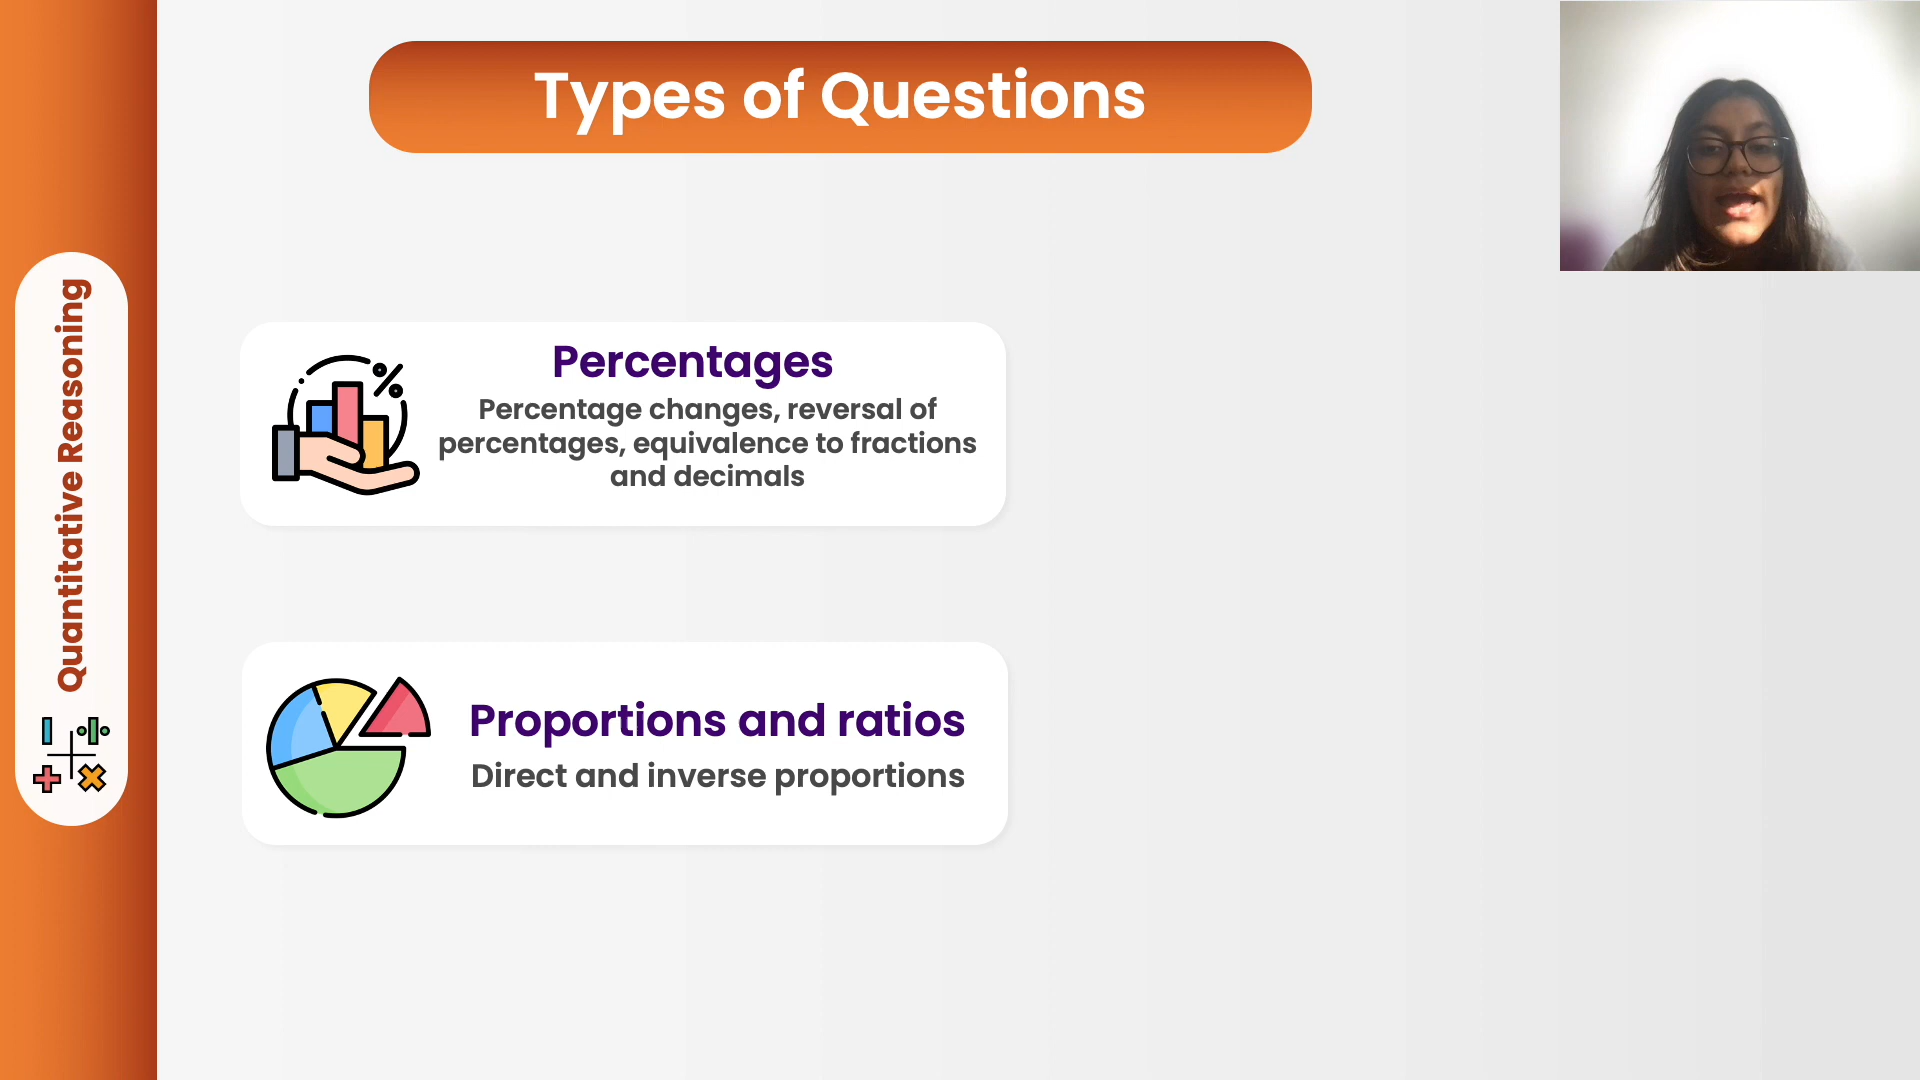 Types of Questions
Quantitative Reasoning
Percentages
Percentage changes, reversal of
percentages, equivalence to fractions
and decimals
Proportions and ratios
Direct and inverse proportions